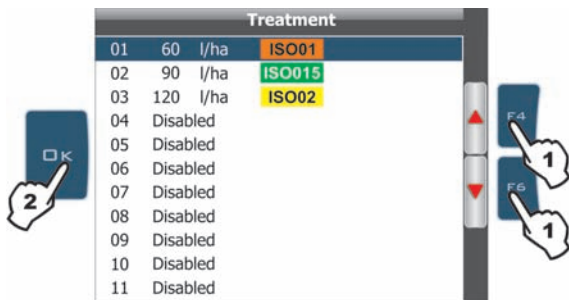 Treatment
01 60 l/ha ISO01
02 90 l/ha ISO015
03 120 l/ha ISO02
04 Disabled
05 Disabled
06 Disabled
07 Disabled
08 Disabled
09 Disabled
10 Disabled
11 Disabled
OK
2
F4
1
F6
1